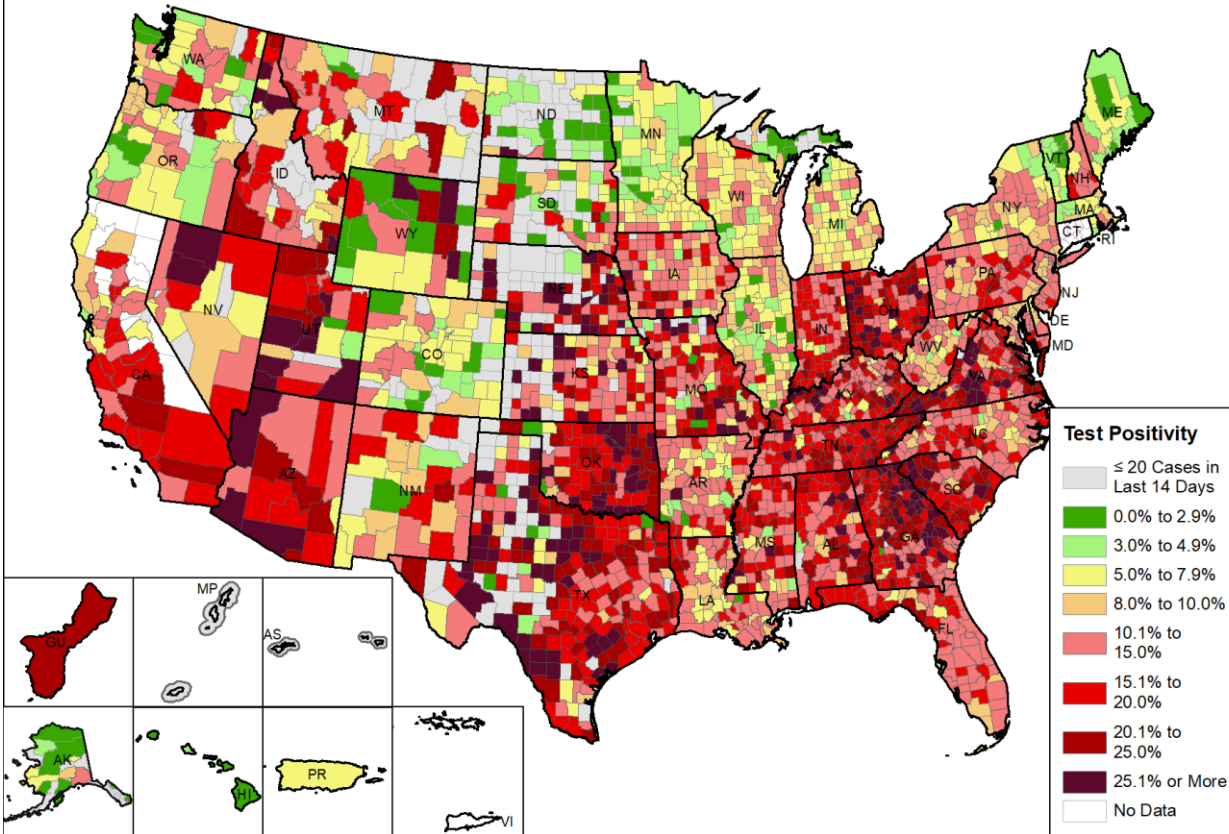 WA
MT
ND
MN
ME
OR
ID
SD
WI
VT
NH
NY
MA
MI
CT
RI
WY
IA
NE
PA
NJ
NV
UT
CO
IL
IN
OH
DE
MD
WV
CA
KS
MO
KY
VA
AZ
NM
OK
AR
TN
NC
SC
MS
AL
GA
TX
LA
FL
GU
MP
AS
AK
HI
PR
VI
Test Positivity
≤ 20 Cases in
Last 14 Days
0.0% to 2.9%
3.0% to 4.9%
5.0% to 7.9%
8.0% to 10.0%
10.1% to
15.0%
15.1% to
20.0%
20.1% to
25.0%
25.1% or More
No Data